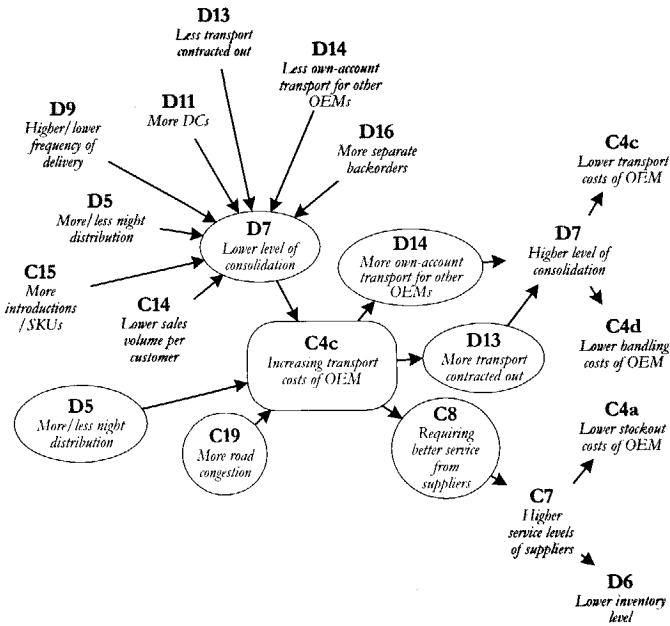 D13
Less transport
contracted out
D14
Less own-account
transport for other
OEMs
D11
More DCs
D9
Higher/lower
frequency of
delivery
D16
More separate
backorders
C4c
Lower transport
costs of OEM
D5
More/less night
distribution
D7
Lower level of
consolidation
D14
More own-account
transport for other
OEMs
D7
Higher level of
consolidation
C15
More
introductions
/SKUs
C14
Lower sales
volume per
customer
C4c
Increasing transport
costs of OEM
D13
More transport
contracted out
C4d
Lower handling
costs of OEM
D5
More/less night
distribution
C19
More road
congestion
C8
Requiring
better service
from
suppliers
C4a
Lower stockout
costs of OEM
C7
Higher
service levels
of suppliers
D6
Lower inventory
level